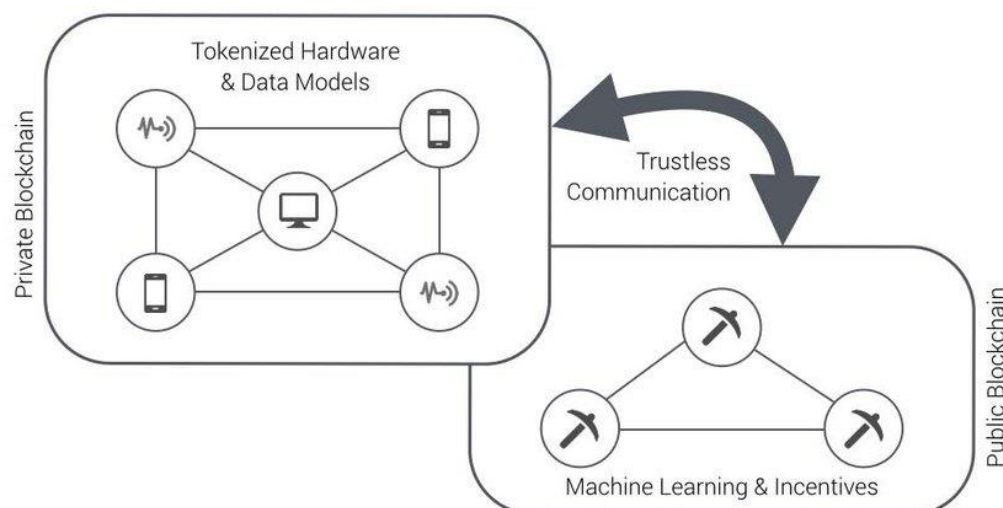 Tokenized Hardware
& Data Models
Private Blockchain
Trustless
Communication
Public Blockchain
Machine Learning & Incentives